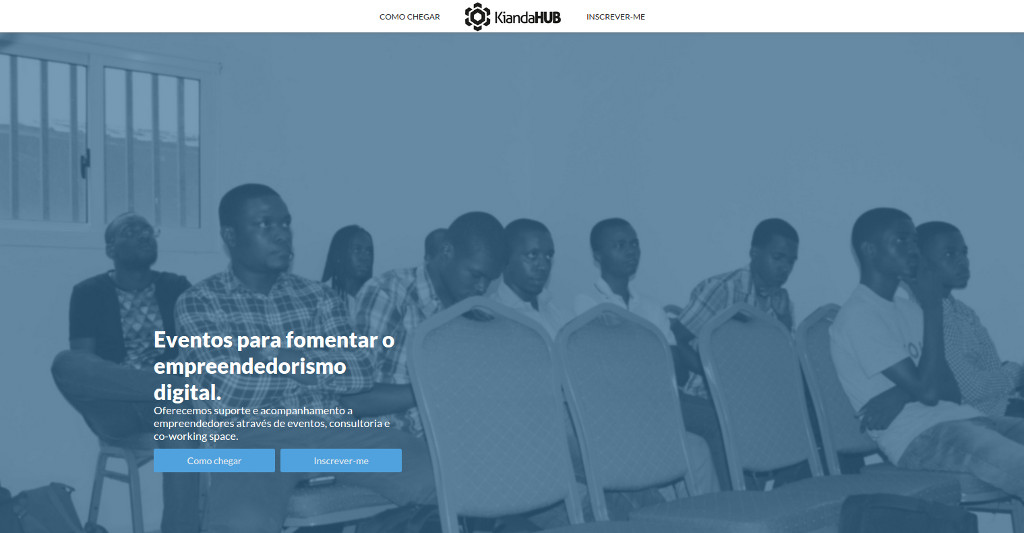 COMO CHEGAR
KiandaHUB
INSCREVER-ME
Eventos para fomentar o
empreendedorismo
digital.
Oferecemos suporte e acompanhamento a
empreendedores através de eventos, consultoria e
co-working space.
Como chegar
Inscrever-me